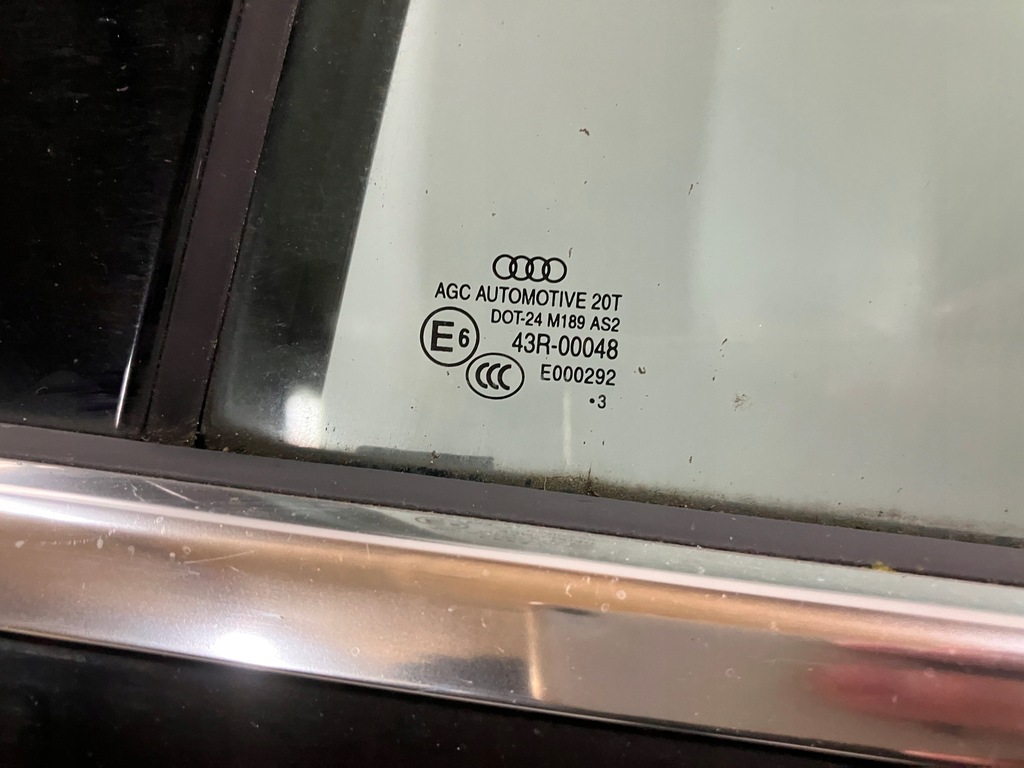 AGC AUTOMOTIVE 20T
DOT-24 M189 AS2
E6 43R-00048
CCC E000292
•3